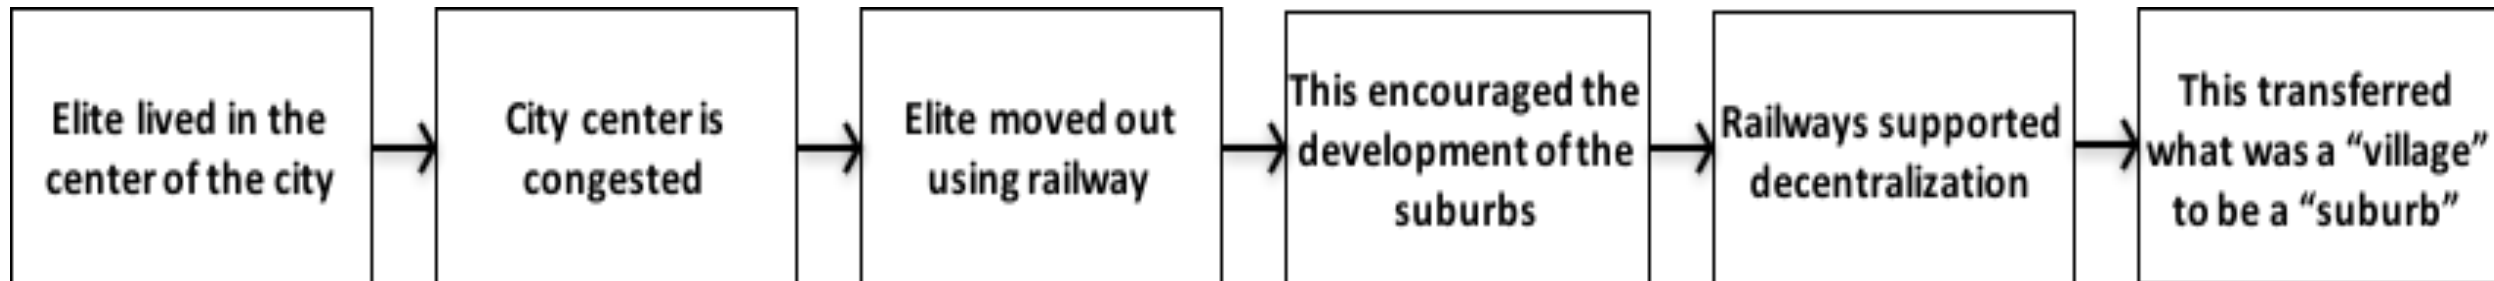 Elite lived in the
center of the city
City center is
congested
Elite moved out
using railway
This encouraged the
development of the
suburbs
Railways supported
decentralization
This transferred
what was a “village”
to be a “suburb”